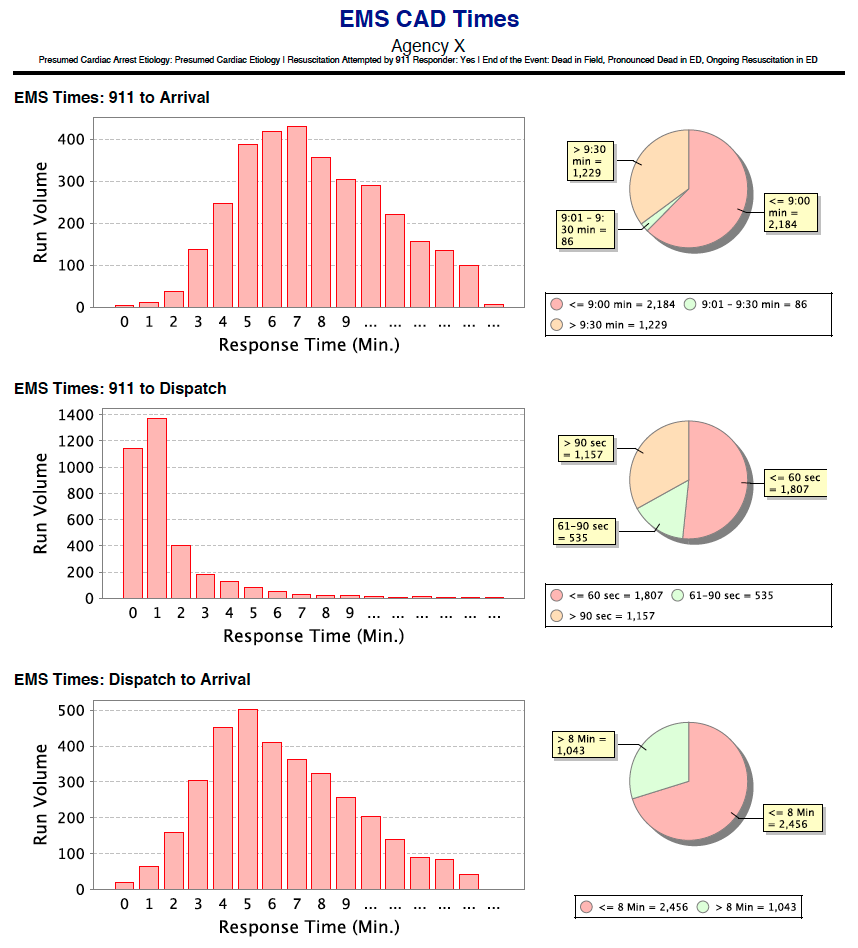 EMS CAD Times
Agency X
Presumed Cardiac Arrest Etiology: Presumed Cardiac Etiology | Resuscitation Attempted by 911 Responder: Yes | End of the Event: Dead in Field, Pronounced Dead in ED, Ongoing Resuscitation in ED
EMS Times: 911 to Arrival
Run Volume
400
300
200
100
0
0 1 2 3 4 5 6 7 8 9 ... ... ... ... ... ...
Response Time (Min.)
> 9:30
min =
1,229
9:01 - 9:
30 min =
86
<= 9:00
min =
2,184
<= 9:00 min = 2,184 9:01 - 9:30 min = 86
> 9:30 min = 1,229
EMS Times: 911 to Dispatch
Run Volume
1400
1200
1000
800
600
400
200
0
0 1 2 3 4 5 6 7 8 9 ... ... ... ... ... ...
Response Time (Min.)
> 90 sec
= 1,157
<= 60 sec
= 1,807
61-90 sec
= 535
<= 60 sec = 1,807 61-90 sec = 535
> 90 sec = 1,157
EMS Times: Dispatch to Arrival
Run Volume
500
400
300
200
100
0
0 1 2 3 4 5 6 7 8 9 ... ... ... ... ... ...
Response Time (Min.)
> 8 Min =
1,043
<= 8 Min
= 2,456
<= 8 Min = 2,456 > 8 Min = 1,043